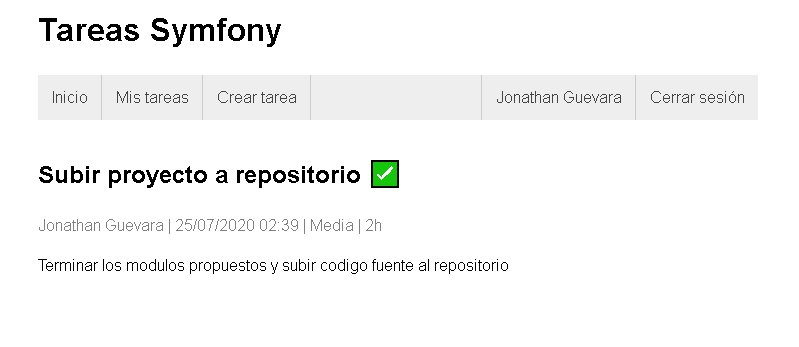 Tareas Symfony
Inicio Mis tareas Crear tarea Jonathan Guevara Cerrar sesión
Subir proyecto a repositorio
Jonathan Guevara | 25/07/2020 02:39 | Media | 2h
Terminar los modulos propuestos y subir codigo fuente al repositorio